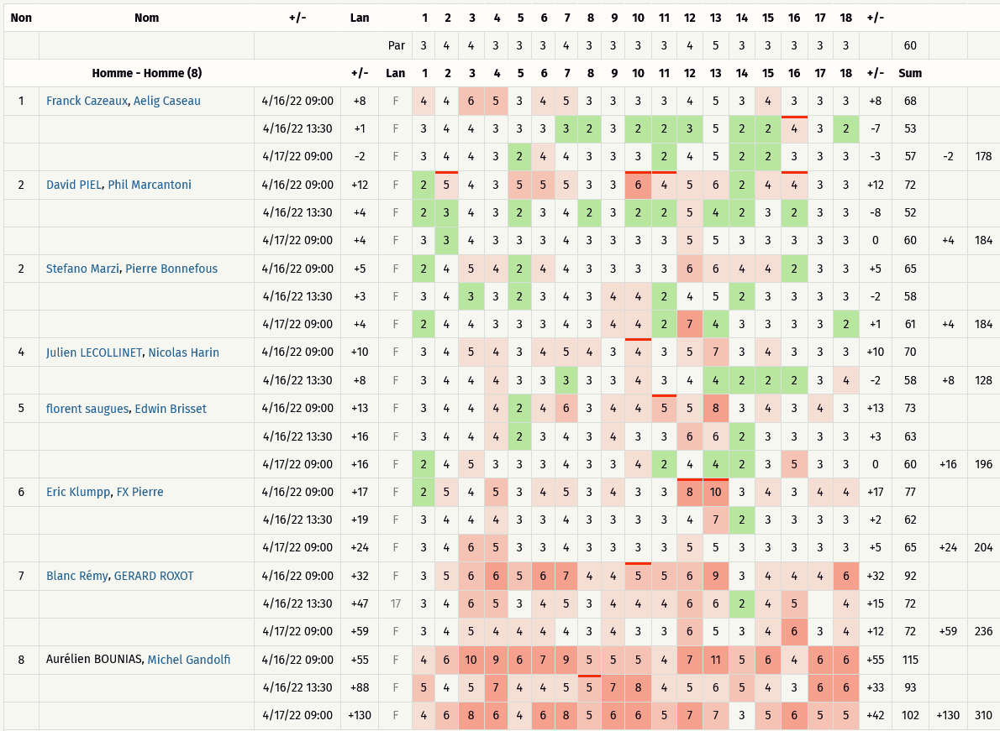 Non Nom +/- Lan 1 2 3 4 5 6 7 8 9 10 11 12 13 14 15 16 17 18 +/-
Par 3 4 4 3 3 3 4 3 3 3 3 4 5 3 3 3 3 3 60
Homme - Homme (8) +/- Lan 1 2 3 4 5 6 7 8 9 10 11 12 13 14 15 16 17 18 +/- Sum
1 Franck Cazeaux, Aelig Caseau 4/16/22 09:00 +8 F 4 4 6 5 3 4 5 3 3 3 3 4 5 3 4 3 3 3 +8 68
4/16/22 13:30 +1 F 3 4 4 3 3 3 3 2 3 2 2 3 5 2 2 4 3 2 -7 53
4/17/22 09:00 -2 F 3 4 4 3 2 4 4 3 3 3 2 4 5 2 2 3 3 3 -3 57 -2 178
2 David PIEL, Phil Marcantoni 4/16/22 09:00 +12 F 2 5 4 3 5 5 5 3 3 6 4 5 6 2 4 4 3 3 +12 72
4/16/22 13:30 +4 F 2 3 4 3 2 3 4 2 3 2 2 5 4 2 3 2 3 3 -8 52
4/17/22 09:00 +4 F 3 3 4 3 3 3 4 3 3 3 3 5 5 3 3 3 3 3 0 60 +4 184
2 Stefano Marzi, Pierre Bonnefous 4/16/22 09:00 +5 F 2 4 5 4 2 4 4 3 3 3 3 6 6 4 4 2 3 3 +5 65
4/16/22 13:30 +3 F 3 4 3 3 2 3 4 3 4 4 2 4 5 2 3 3 3 3 -2 58
4/17/22 09:00 +4 F 2 4 4 3 3 3 4 3 4 4 2 7 4 3 3 3 3 2 +1 61 +4 184
4 Julien LECOLLINET, Nicolas Harin 4/16/22 09:00 +10 F 3 4 5 4 3 4 5 4 3 4 3 5 7 3 4 3 3 3 +10 70
4/16/22 13:30 +8 F 3 4 4 4 3 3 3 3 3 4 3 4 4 2 2 2 3 4 -2 58 +8 128
5 florent saugues, Edwin Brisset 4/16/22 09:00 +13 F 3 4 4 4 2 4 6 3 4 4 5 5 8 3 4 3 4 3 +13 73
4/16/22 13:30 +16 F 3 4 4 4 2 3 4 3 4 3 3 6 6 2 3 3 3 3 +3 63
4/17/22 09:00 +16 F 2 4 5 3 3 3 4 3 3 4 2 4 4 2 3 5 3 3 0 60 +16 196
6 Eric Klumpp, FX Pierre 4/16/22 09:00 +17 F 2 5 4 5 3 4 5 3 4 3 3 8 10 3 4 3 4 4 +17 77
4/16/22 13:30 +19 F 3 4 4 4 3 3 4 3 3 3 3 4 7 2 3 3 3 3 +2 62
4/17/22 09:00 +24 F 3 4 6 5 3 3 4 3 3 3 3 5 5 3 3 3 3 3 +5 65 +24 204
7 Blanc Rémy, GERARD ROXOT 4/16/22 09:00 +32 F 3 5 6 6 5 6 7 4 4 5 5 6 9 3 4 4 4 6 +32 92
4/16/22 13:30 +47 17 3 4 6 5 3 4 5 3 4 4 4 6 6 2 4 5 4 +15 72
4/17/22 09:00 +59 F 3 4 5 4 4 4 4 3 4 3 3 6 5 3 4 6 3 4 +12 72 +59 236
8 Aurélien BOUNIAS, Michel Gandolfi 4/16/22 09:00 +55 F 4 6 10 9 6 7 9 5 5 5 4 7 11 5 6 4 6 6 +55 115
4/16/22 13:30 +88 F 5 4 5 7 4 4 5 5 7 8 4 5 6 5 4 3 6 6 +33 93
4/17/22 09:00 +130 F 4 6 8 6 4 6 8 5 6 6 5 7 7 3 5 6 5 5 +42 102 +130 310